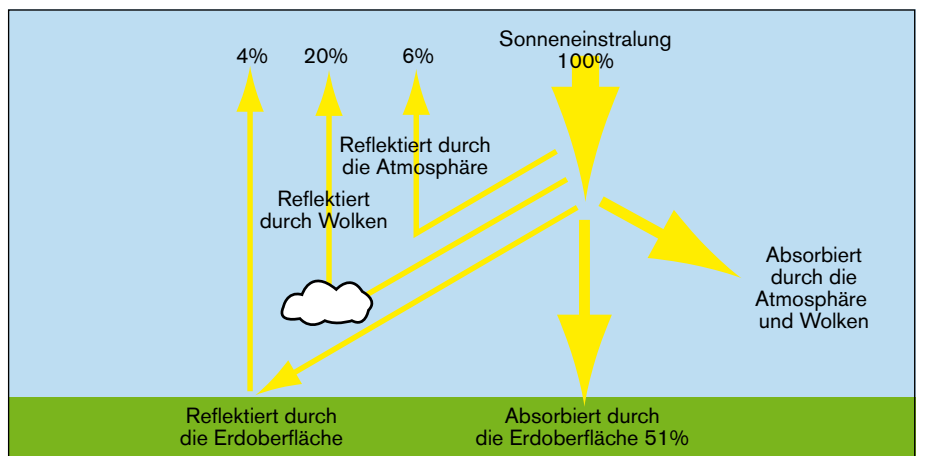 4% 20% 6%
Sonneneinstralung
100%
Reflektiert durch
die Atmosphäre
Reflektiert
durch Wolken
Absorbiert
durch die
Atmosphäre
und Wolken
Reflektiert durch
die Erdoberfläche
Absorbiert durch
die Erdoberfläche 51%